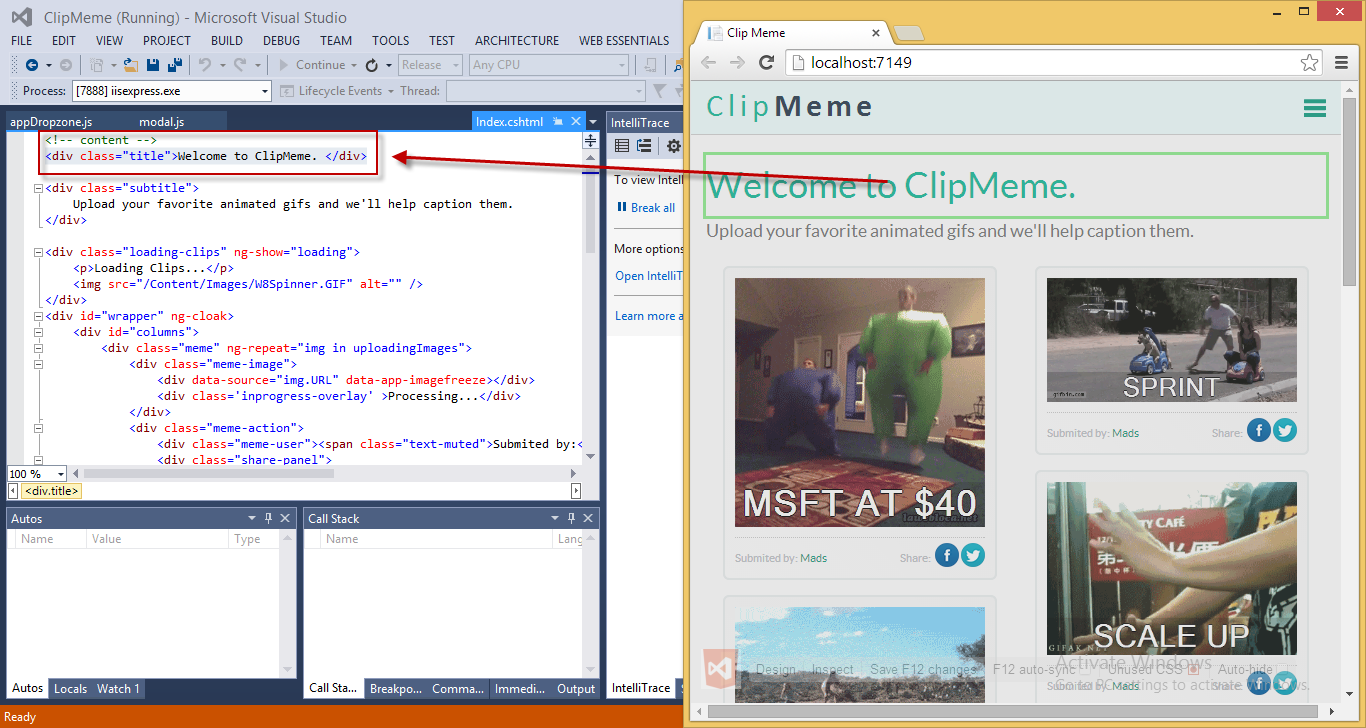 ClipMeme (Running) - Microsoft Visual Studio
FILE EDIT VIEW PROJECT BUILD DEBUG TEAM TOOLS TEST ARCHITECTURE WEB ESSENTIALS
Continue Release Any CPU
Process: [7888] iisexpress.exe Lifecycle Events Thread:
appDropzone.js modal.js Index.cshtml
<!-- content -->
<div class="title">Welcome to ClipMeme. </div>
<div class="subtitle">
Upload your favorite animated gifs and we'll help caption them.
</div>
<div class="loading-clips" ng-show="loading">
<p>Loading Clips...</p>
<img src="/Content/Images/W8Spinner.GIF" alt="" />
</div>
<div id="wrapper" ng-cloak>
<div id="columns">
<div class="meme" ng-repeat="img in uploadingImages">
<div class="meme-image">
<div data-source="img.URL" data-app-imagefreeze></div>
<div class='inprogress-overlay' >Processing...</div>
</div>
<div class="meme-action">
<div class="meme-user"><span class="text-muted">Submited by:<
<div class="share-panel">
100 %
<div.title>
IntelliTrace
To view Intell
Break all
More options
Open IntelliT
Learn more a
Autos
Name Value Type
Call Stack
Name Lang
Autos Locals Watch 1
Call Sta... Breakpo... Comma... Immedi... Output
IntelliTrace
Ready
Clip Meme
localhost:7149
ClipMeme
Welcome to ClipMeme.
Upload your favorite animated gifs and we'll help caption them.
MSFT AT $40
Submited by: Mads Share:
SPRINT
gifbin.com
Submited by: Mads Share:
TY CAFÉ
SCALE UP
GIFAK.NET
Submited by: Mads Share:
Design Inspect Save F12 changes F12 auto-sync Unused CSS Auto-hide
Activate Windows
Go to PC settings to activate Windows.